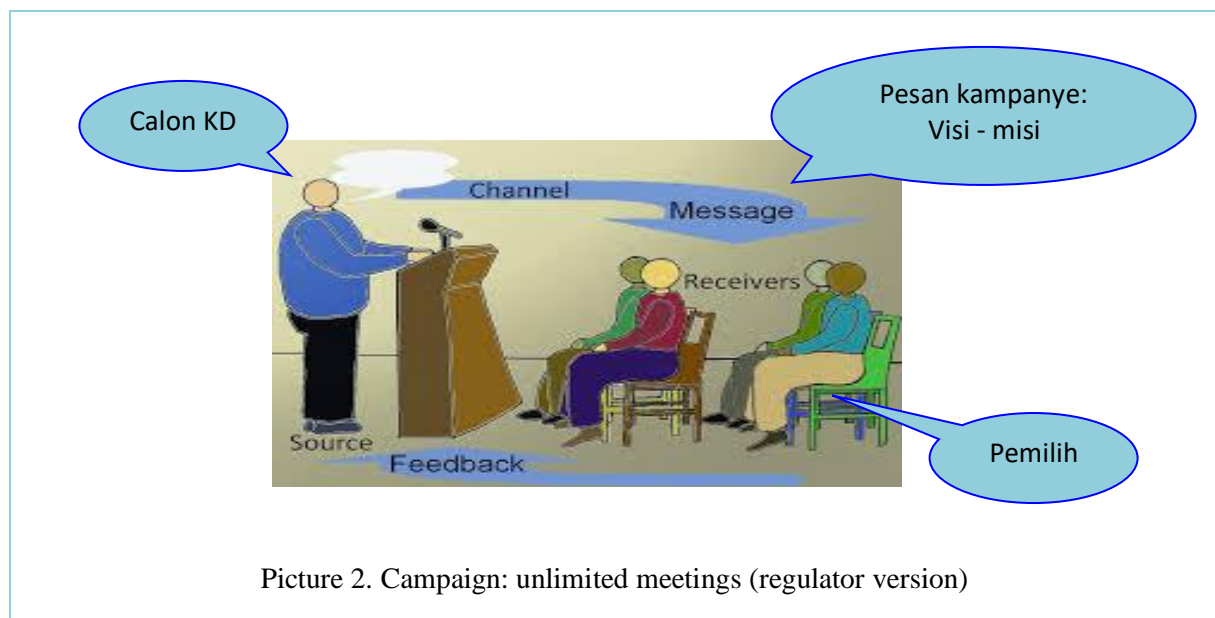 Calon KD
Pesan kampanye:
Visi - misi
Channel
Message
Receivers
Source
Feedback
Pemilih
Picture 2. Campaign: unlimited meetings (regulator version)